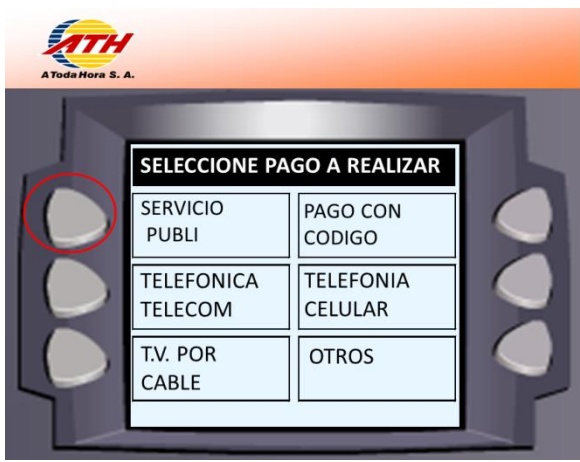 ATH
A Toda Hora S. A.
SELECCIONE PAGO A REALIZAR
SERVICIO
PUBLI
PAGO CON
CODIGO
TELEFONICA
TELECOM
TELEFONIA
CELULAR
T.V. POR
CABLE
OTROS